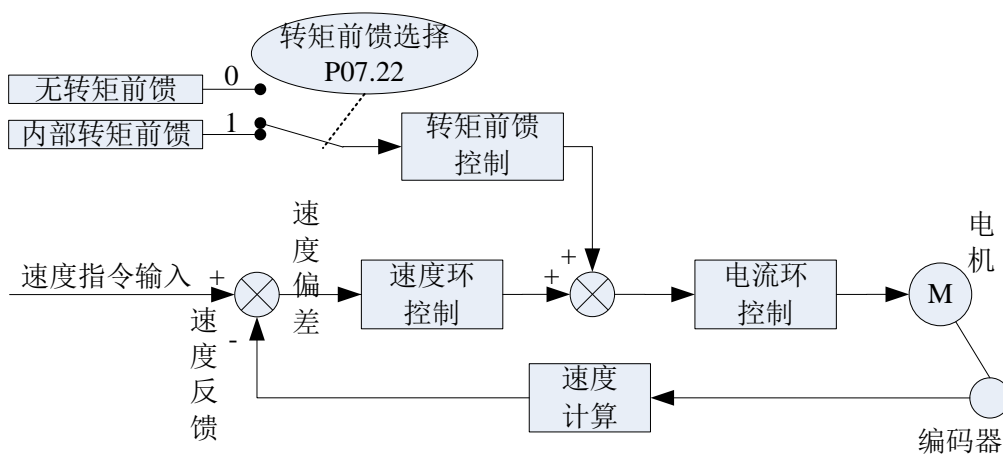 转矩前馈选择
P07.22
无转矩前馈
0
内部转矩前馈
1
转矩前馈
控制
速度指令输入
+
-
速度反馈
速度偏差
速度环
控制
+
+
电流环
控制
电机
M
速度
计算
编码器